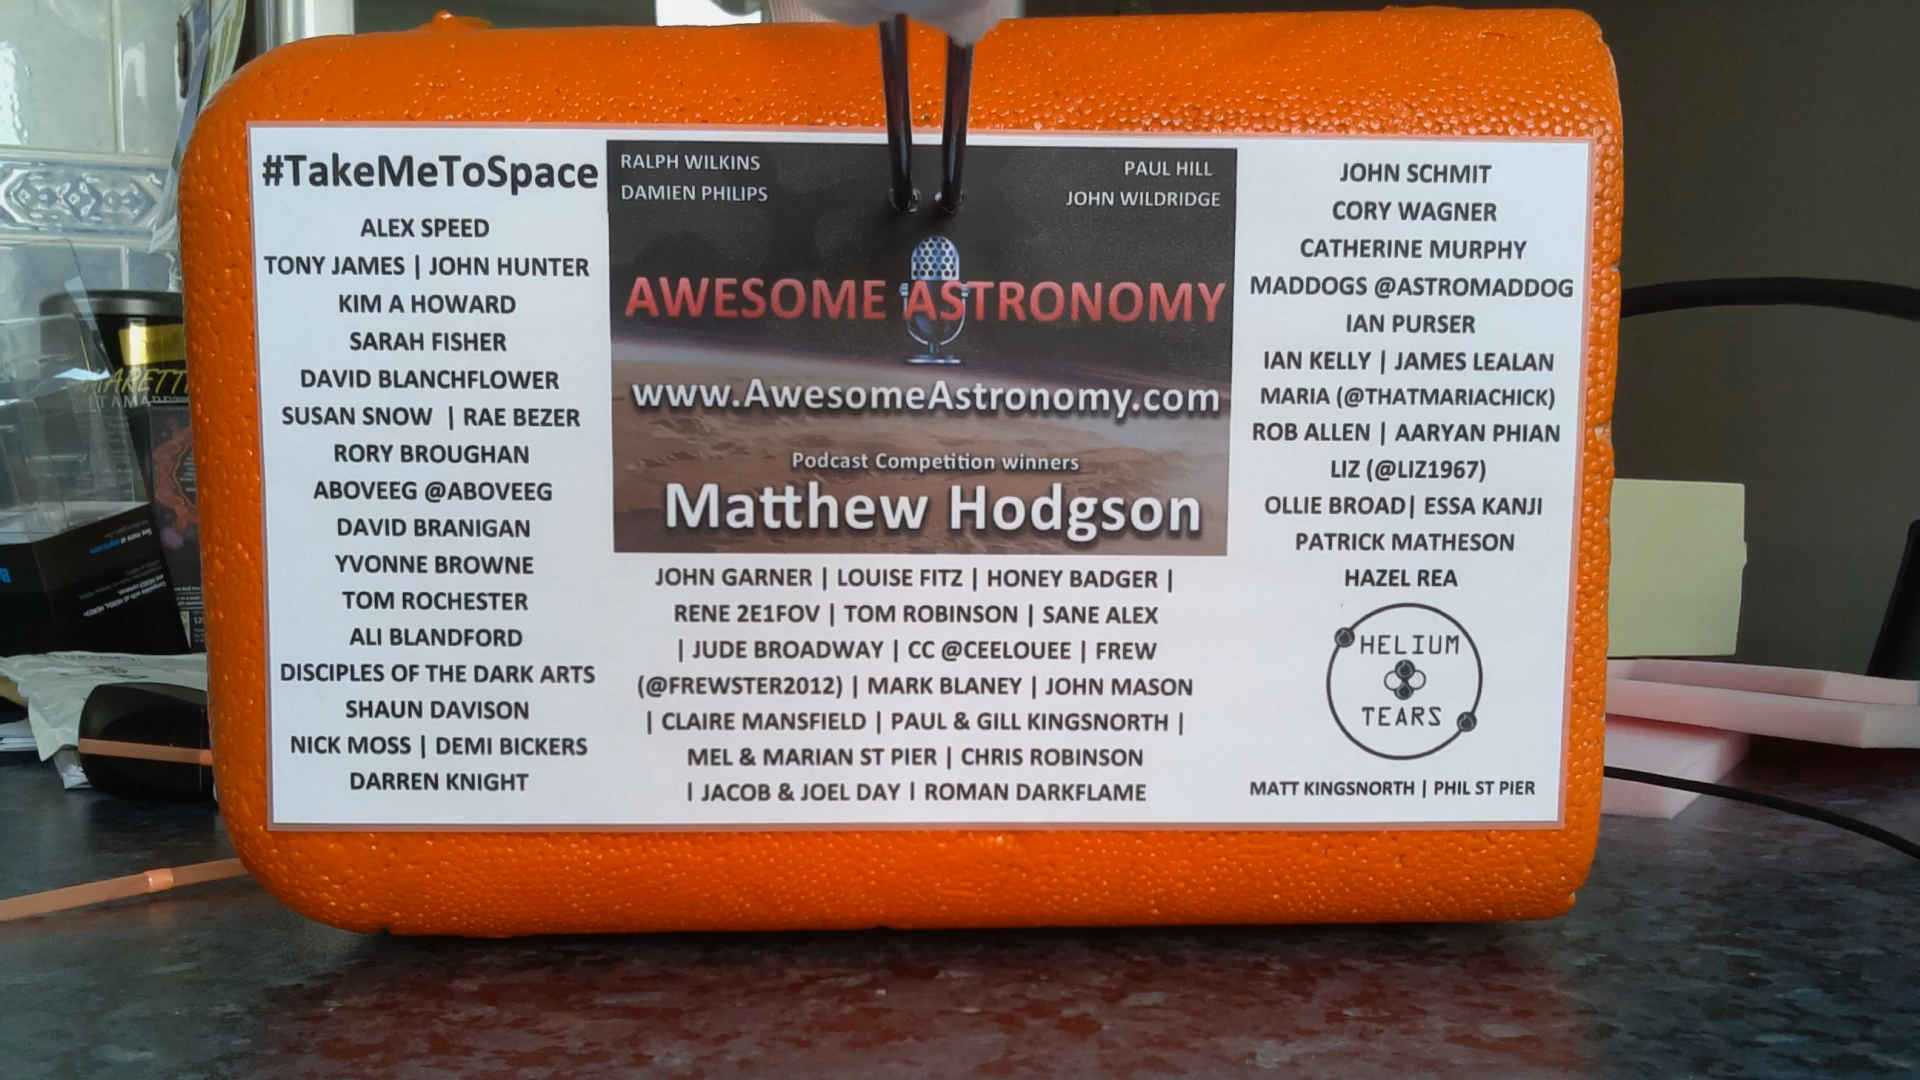 #TakeMeToSpace
ALEX SPEED
TONY JAMES | JOHN HUNTER
KIM A HOWARD
SARAH FISHER
DAVID BLANCHFLOWER
SUSAN SNOW | RAE BEZER
RORY BROUGHAN
ABOVEEG @ABOVEEG
DAVID BRANIGAN
YVONNE BROWNE
TOM ROCHESTER
ALI BLANDFORD
DISCIPLES OF THE DARK ARTS
SHAUN DAVISON
NICK MOSS | DEMI BICKERS
DARREN KNIGHT
RALPH WILKINS
DAMIEN PHILIPS
PAUL HILL
JOHN WILDRIDGE
AWESOME ASTRONOMY
www.AwesomeAstronomy.com
Podcast Competition winners
Matthew Hodgson
JOHN GARNER | LOUISE FITZ | HONEY BADGER |
RENE 2E1FOV | TOM ROBINSON | SANE ALEX
| JUDE BROADWAY | CC @CEELOUEE | FREW
(@FREWSTER2012) | MARK BLANEY | JOHN MASON
| CLAIRE MANSFIELD | PAUL & GILL KINGSNORTH |
MEL & MARIAN ST PIER | CHRIS ROBINSON
| JACOB & JOEL DAY | ROMAN DARKFLAME
JOHN SCHMIT
CORY WAGNER
CATHERINE MURPHY
MADDOGS @ASTROMADDOG
IAN PURSER
IAN KELLY | JAMES LEALAN
MARIA (@THATMARIACHICK)
ROB ALLEN | AARYAN PHIAN
LIZ (@LIZ1967)
OLLIE BROAD| ESSA KANJI
PATRICK MATHESON
HAZEL REA
HELIUM
TEARS
MATT KINGSNORTH | PHIL ST PIER